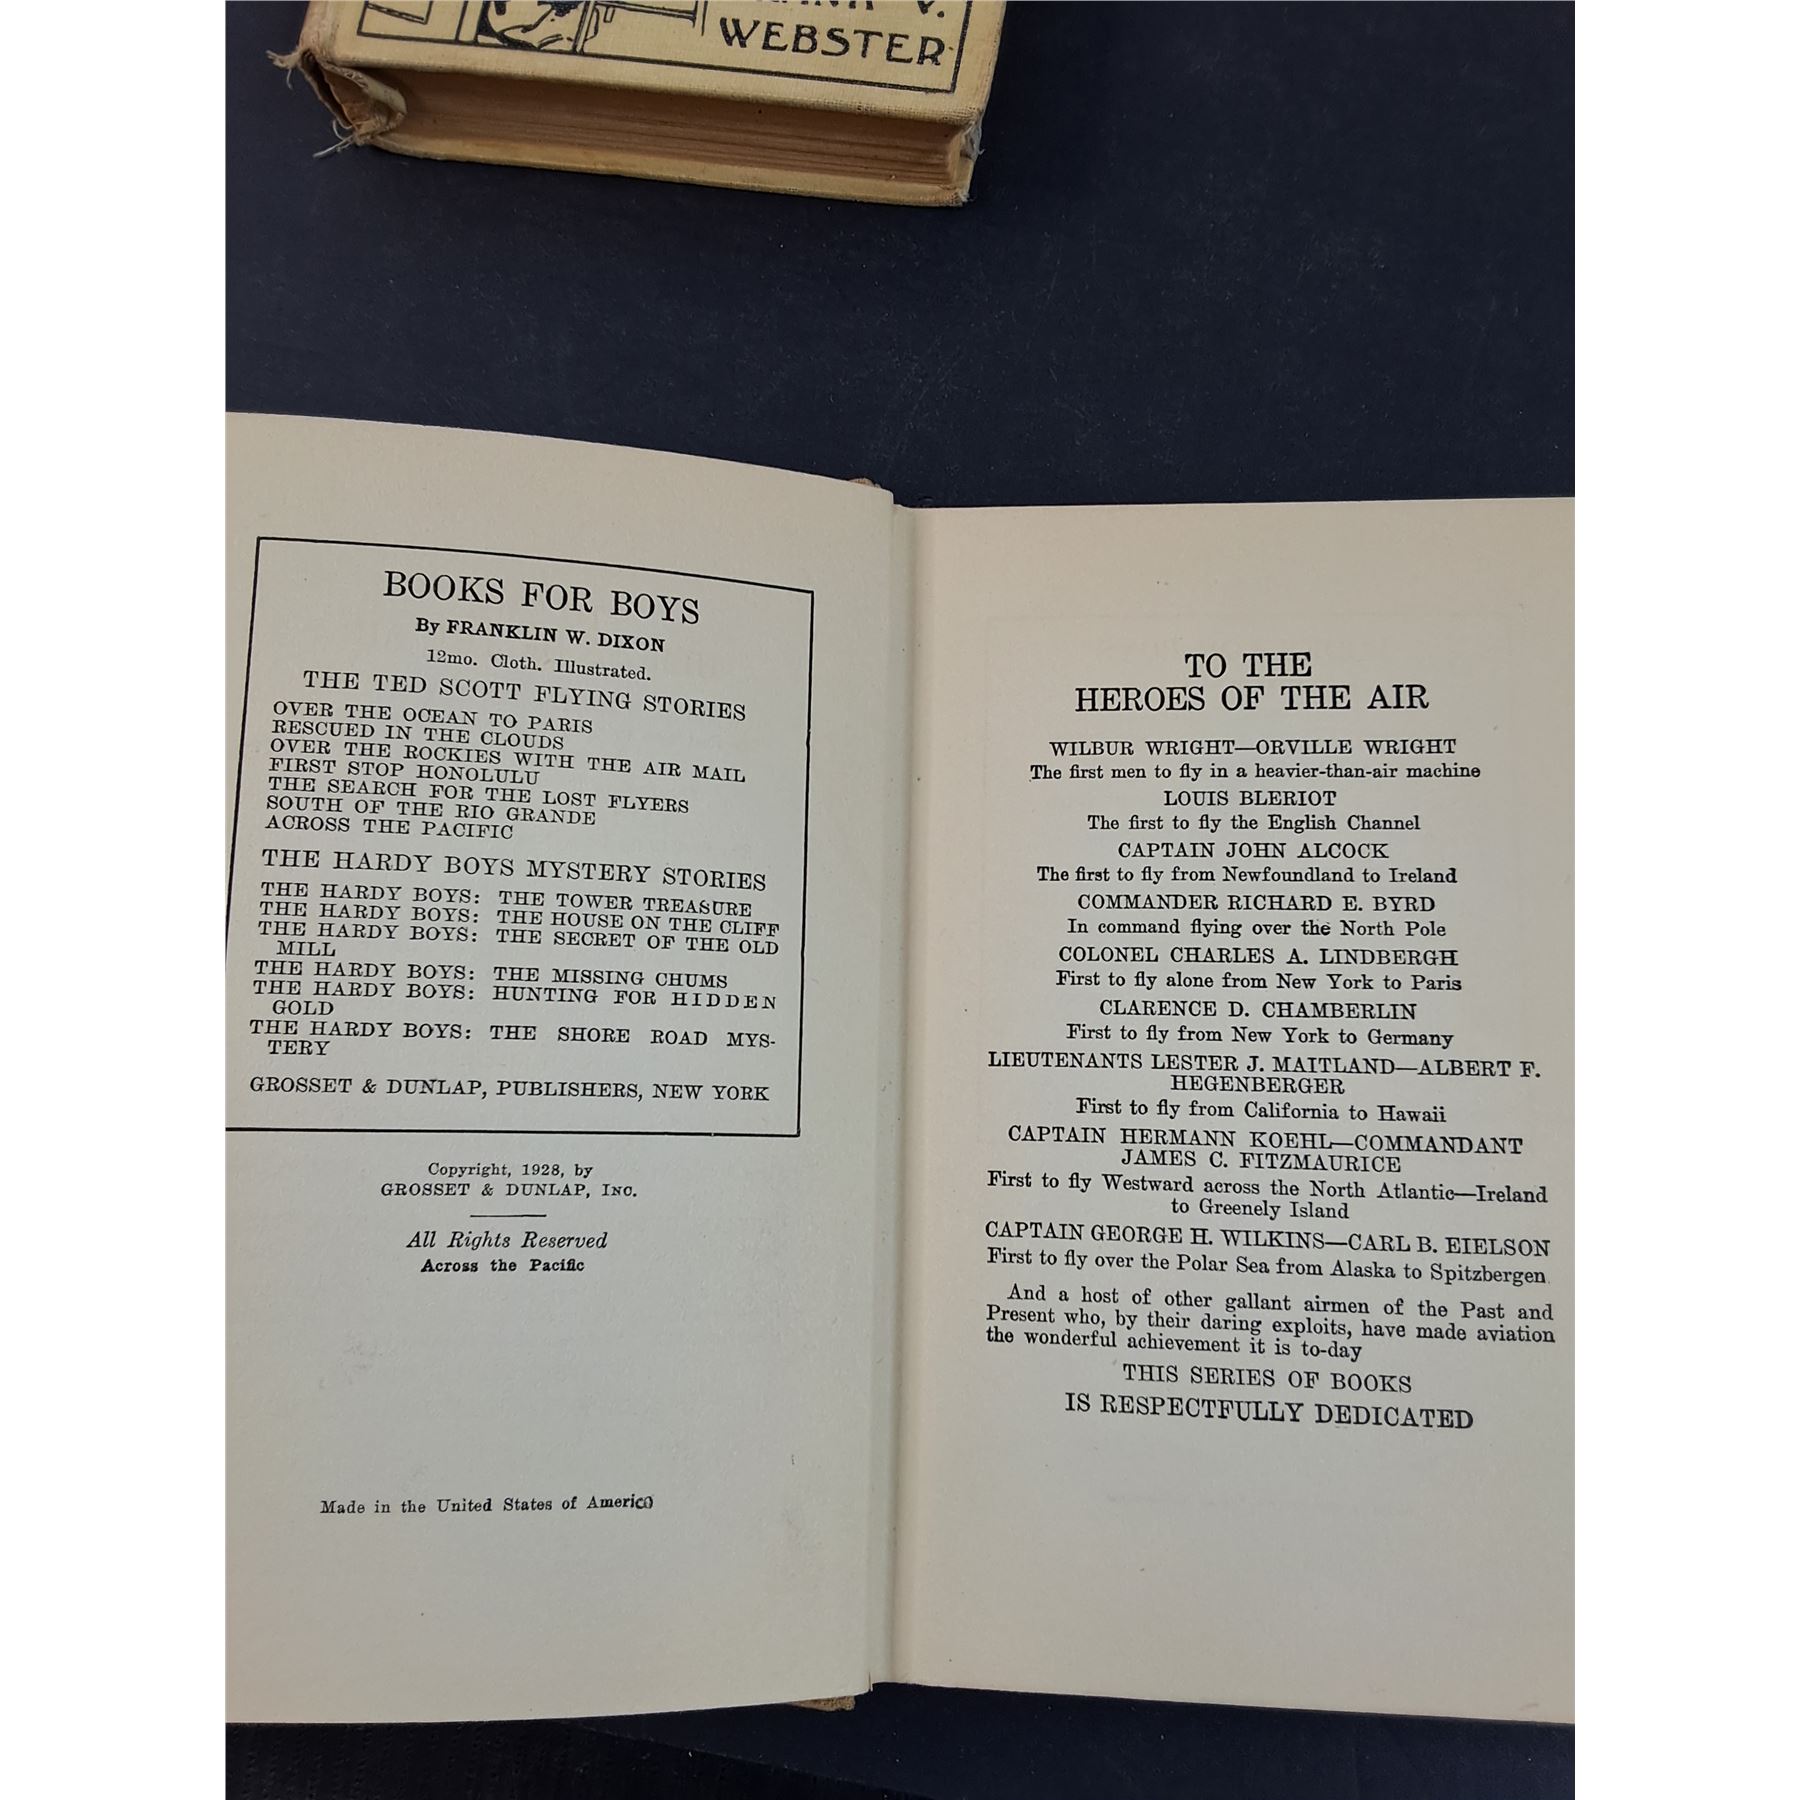 V.
WEBSTER
BOOKS FOR BOYS
By FRANKLIN W. DIXON
12mo. Cloth. Illustrated.
THE TED SCOTT FLYING STORIES
OVER THE OCEAN TO PARIS
RESCUED IN THE CLOUDS
OVER THE ROCKIES WITH THE AIR MAIL
FIRST STOP HONOLULU
THE SEARCH FOR THE LOST FLYERS
SOUTH OF THE RIO GRANDE
ACROSS THE PACIFIC
THE HARDY BOYS MYSTERY STORIES
THE HARDY BOYS: THE TOWER TREASURE
THE HARDY BOYS: THE HOUSE ON THE CLIFF
THE HARDY BOYS: THE SECRET OF THE OLD
MILL
THE HARDY BOYS: THE MISSING CHUMS
THE HARDY BOYS: HUNTING FOR HIDDEN
GOLD
THE HARDY BOYS: THE SHORE ROAD MYS-
TERY
GROSSET & DUNLAP, PUBLISHERS, NEW YORK
Copyright, 1928, by
GROSSET & DUNLAP, INC.
All Rights Reserved
Across the Pacific
Made in the United States of America
TO THE
HEROES OF THE AIR
WILBUR WRIGHT—ORVILLE WRIGHT
The first men to fly in a heavier-than-air machine
LOUIS BLERIOT
The first to fly the English Channel
CAPTAIN JOHN ALCOCK
The first to fly from Newfoundland to Ireland
COMMANDER RICHARD E. BYRD
In command flying over the North Pole
COLONEL CHARLES A. LINDBERGH
First to fly alone from New York to Paris
CLARENCE D. CHAMBERLIN
First to fly from New York to Germany
LIEUTENANTS LESTER J. MAITLAND—ALBERT F.
HEGENBERGER
First to fly from California to Hawaii
CAPTAIN HERMANN KOEHL—COMMANDANT
JAMES C. FITZMAURICE
First to fly Westward across the North Atlantic—Ireland
to Greenely Island
CAPTAIN GEORGE H. WILKINS—CARL B. EIELSON
First to fly over the Polar Sea from Alaska to Spitzbergen
And a host of other gallant airmen of the Past and
Present who, by their daring exploits, have made aviation
the wonderful achievement it is to-day
THIS SERIES OF BOOKS
IS RESPECTFULLY DEDICATED